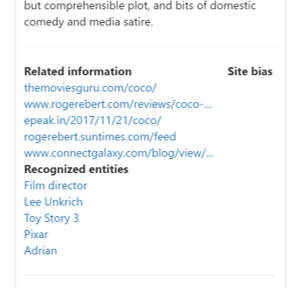 but comprehensible plot, and bits of domestic
comedy and media satire.
Related information Site bias
themoviesguru.com/coco/
www.rogerebert.com/reviews/coco-...
epeak.in/2017/11/21/coco/
rogerebert.suntimes.com/feed
www.connectgalaxy.com/blog/view/...
Recognized entities
Film director
Lee Unkrich
Toy Story 3
Pixar
Adrian